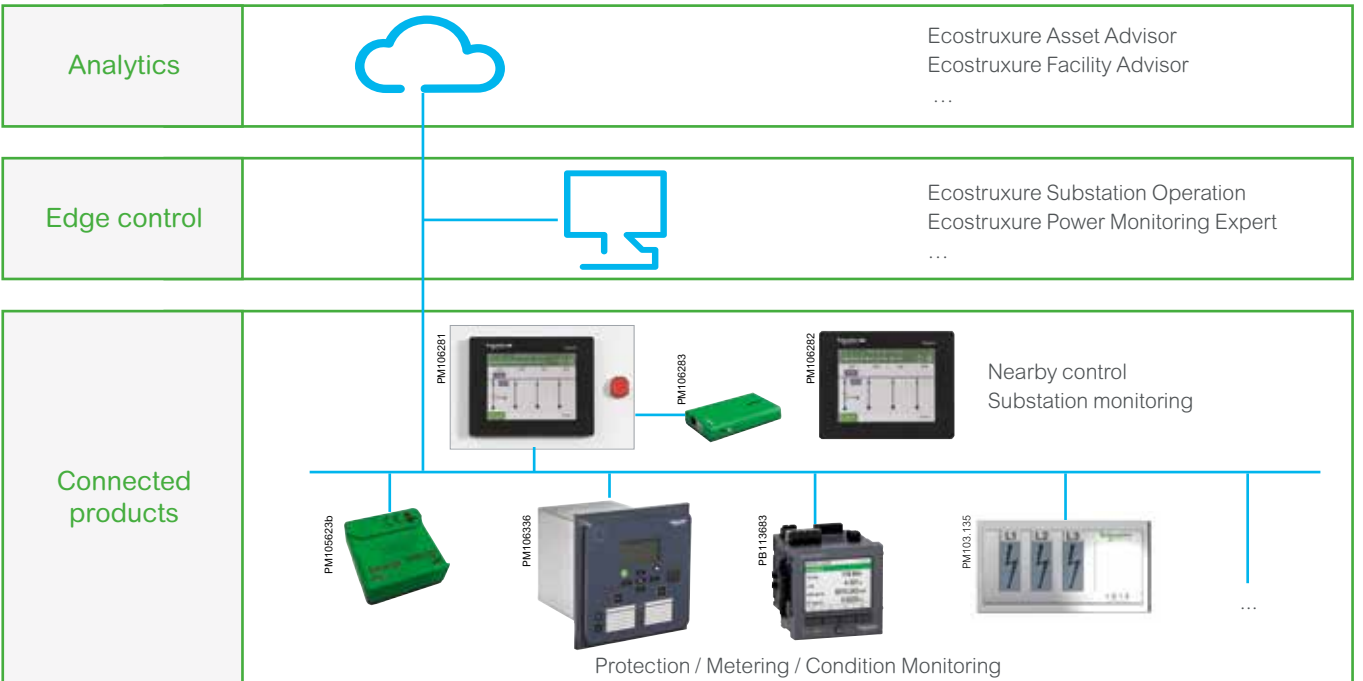 Analytics
Ecostruxure Asset Advisor
Ecostruxure Facility Advisor
...
Edge control
Ecostruxure Substation Operation
Ecostruxure Power Monitoring Expert
...
Connected
products
PM106281
PM106283
PM106282
Nearby control
Substation monitoring
PM105623b
PM106336
PB113683
PM103.135
L1 L2 L3
...
Protection / Metering / Condition Monitoring